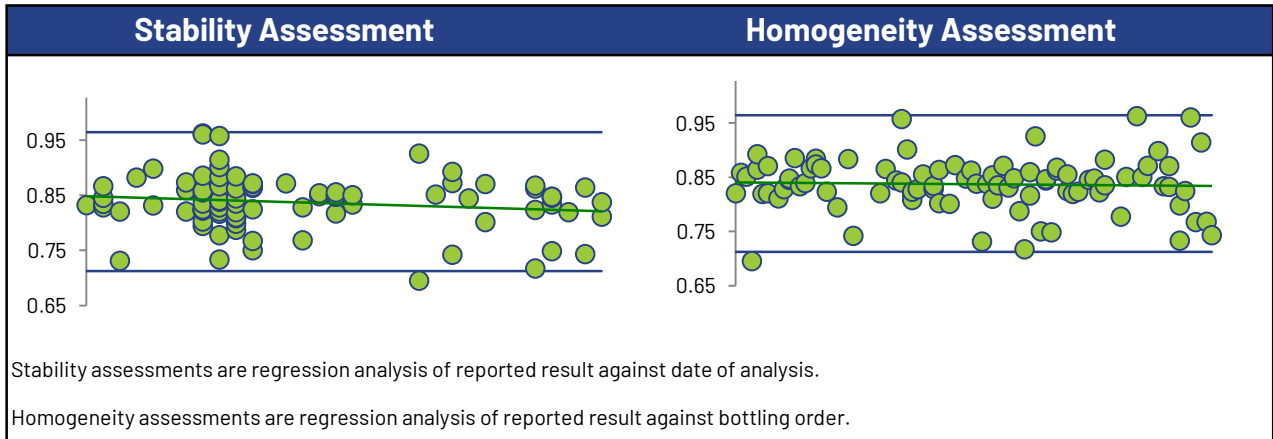 Stability Assessment
Homogeneity Assessment
0.95
0.85
0.75
0.65
0.95
0.85
0.75
0.65
Stability assessments are regression analysis of reported result against date of analysis.
Homogeneity assessments are regression analysis of reported result against bottling order.